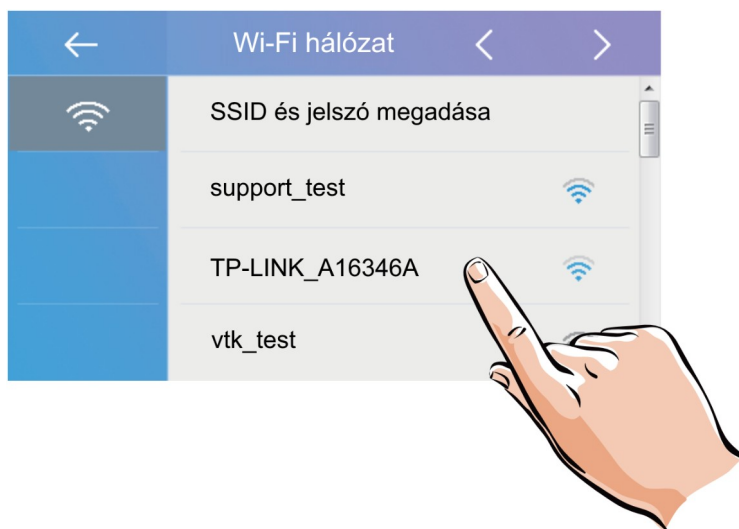 Wi-Fi hálózat
SSID és jelszó megadása
support_test
TP-LINK_A16346A
vtk_test